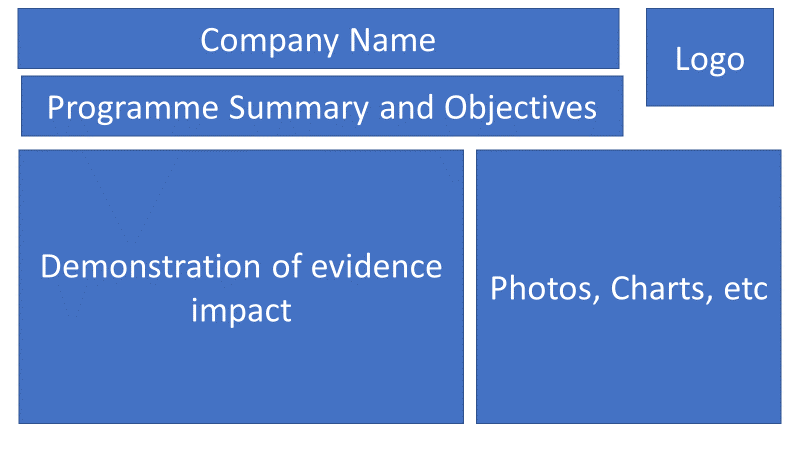 Company Name
Logo
Programme Summary and Objectives
Demonstration of evidence
impact
Photos, Charts, etc